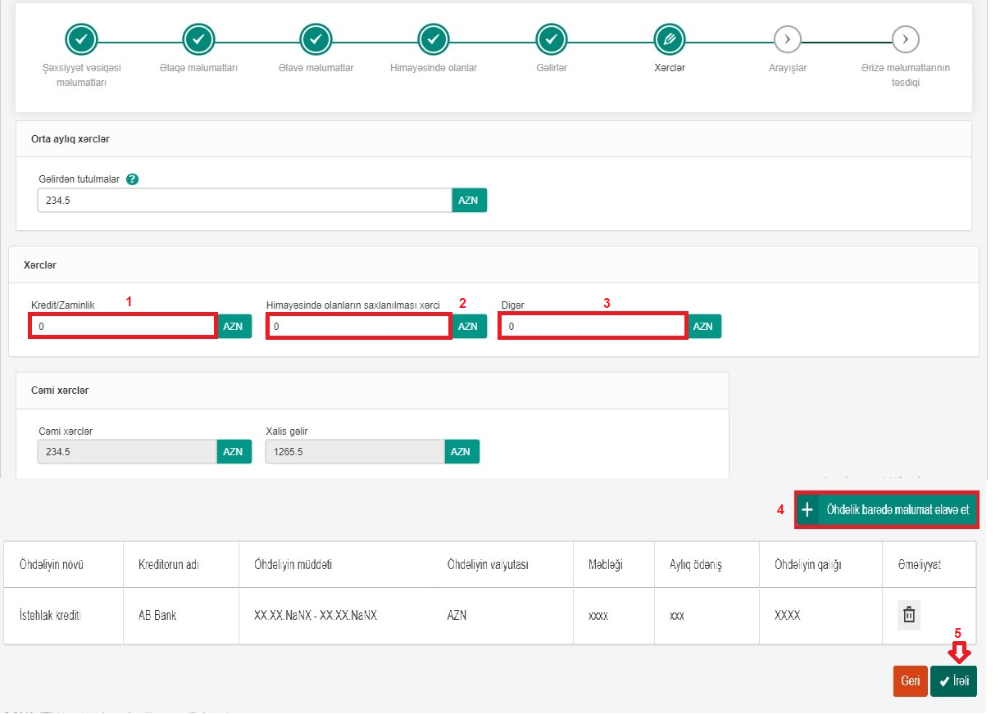 Şəxsiyyət vəsiqəsi
məlumatları
Əlaqə məlumatları
Əlavə məlumatlar
Himayəsində olanlar
Gəlirlər
Xərclər
Arayışlar
Ərizə məlumatlarının
təsdiqi
Orta aylıq xərclər
Gəlirdən tutulmalar ?
234.5 AZN
Xərclər
Kredit/Zaminlik 1
Himayəsində olanların saxlanılması xərci 2
Digər 3
0 AZN
0 AZN
0 AZN
Cəmi xərclər
Cəmi xərclər
Xalis gəlir
234.5 AZN
1265.5 AZN
4 + Öhdəlik barədə məlumat əlavə et
Öhdəliyin növü
Kreditorun adı
Öhdəliyin müddəti
Öhdəliyin valyutası
Məbləği
Aylıq ödəniş
Öhdəliyin qalığı
Əməliyyat
İstehlak krediti
AB Bank
XX.XX.NaNX - XX.XX.NaNX
AZN
xxxx
xxx
XXXX
5
Geri
İrəli